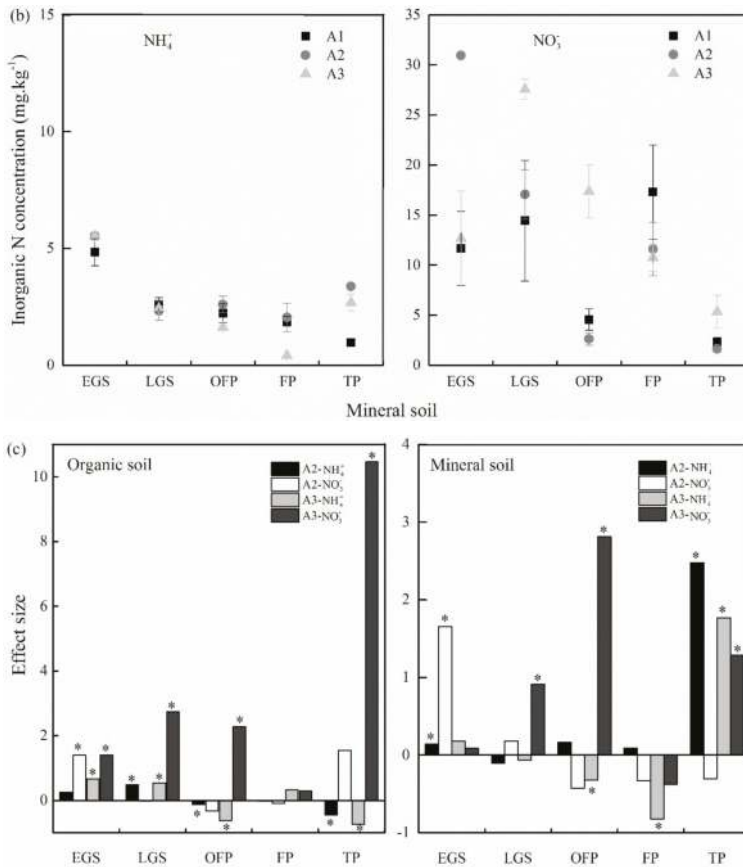 (b)
Inorganic N concentration (mg.kg⁻¹)
15
10
5
0
NH₄⁺
A1
A2
A3
EGS LGS OFP FP TP
35
30
25
20
15
10
5
0
NO₃⁻
A1
A2
A3
EGS LGS OFP FP TP
Mineral soil
(c)
Effect size
10
8
6
4
2
0
Organic soil
A2-NH₄⁺
A2-NO₃⁻
A3-NH₄⁺
A3-NO₃⁻
* * * * * * * * * * * *
EGS LGS OFP FP TP
4
3
2
1
0
-1
Mineral soil
A2-NH₄⁺
A2-NO₃⁻
A3-NH₄⁺
A3-NO₃⁻
* * * * * * * * *
EGS LGS OFP FP TP